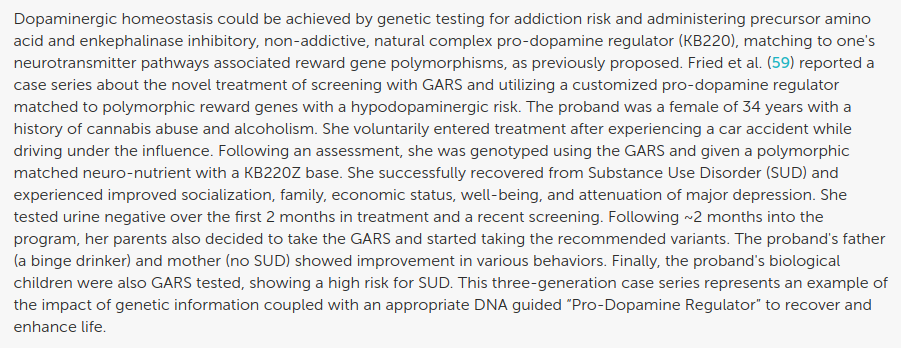 Dopaminergic homeostasis could be achieved by genetic testing for addiction risk and administering precursor amino
acid and enkephalinase inhibitory, non-addictive, natural complex pro-dopamine regulator (KB220), matching to one's
neurotransmitter pathways associated reward gene polymorphisms, as previously proposed. Fried et al. (59) reported a
case series about the novel treatment of screening with GARS and utilizing a customized pro-dopamine regulator
matched to polymorphic reward genes with a hypodopaminergic risk. The proband was a female of 34 years with a
history of cannabis abuse and alcoholism. She voluntarily entered treatment after experiencing a car accident while
driving under the influence. Following an assessment, she was genotyped using the GARS and given a polymorphic
matched neuro-nutrient with a KB220Z base. She successfully recovered from Substance Use Disorder (SUD) and
experienced improved socialization, family, economic status, well-being, and attenuation of major depression. She
tested urine negative over the first 2 months in treatment and a recent screening. Following ~2 months into the
program, her parents also decided to take the GARS and started taking the recommended variants. The proband's father
(a binge drinker) and mother (no SUD) showed improvement in various behaviors. Finally, the proband's biological
children were also GARS tested, showing a high risk for SUD. This three-generation case series represents an example of
the impact of genetic information coupled with an appropriate DNA guided “Pro-Dopamine Regulator” to recover and
enhance life.